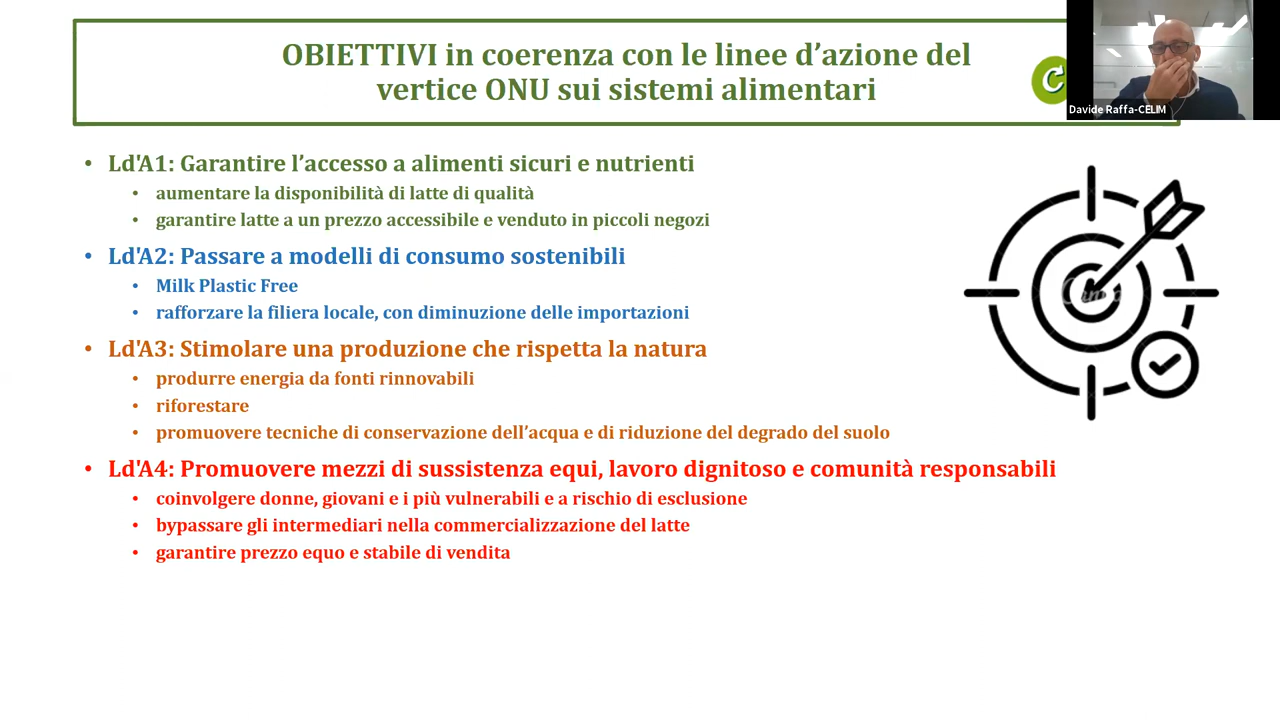 OBIETTIVI in coerenza con le linee d’azione del
vertice ONU sui sistemi alimentari
C
Davide Raffa-CELIM
• Ld'A1: Garantire l’accesso a alimenti sicuri e nutrienti
• aumentare la disponibilità di latte di qualità
• garantire latte a un prezzo accessibile e venduto in piccoli negozi
• Ld'A2: Passare a modelli di consumo sostenibili
• Milk Plastic Free
• rafforzare la filiera locale, con diminuzione delle importazioni
• Ld'A3: Stimolare una produzione che rispetta la natura
• produrre energia da fonti rinnovabili
• riforestare
• promuovere tecniche di conservazione dell’acqua e di riduzione del degrado del suolo
• Ld'A4: Promuovere mezzi di sussistenza equi, lavoro dignitoso e comunità responsabili
• coinvolgere donne, giovani e i più vulnerabili e a rischio di esclusione
• bypassare gli intermediari nella commercializzazione del latte
• garantire prezzo equo e stabile di vendita